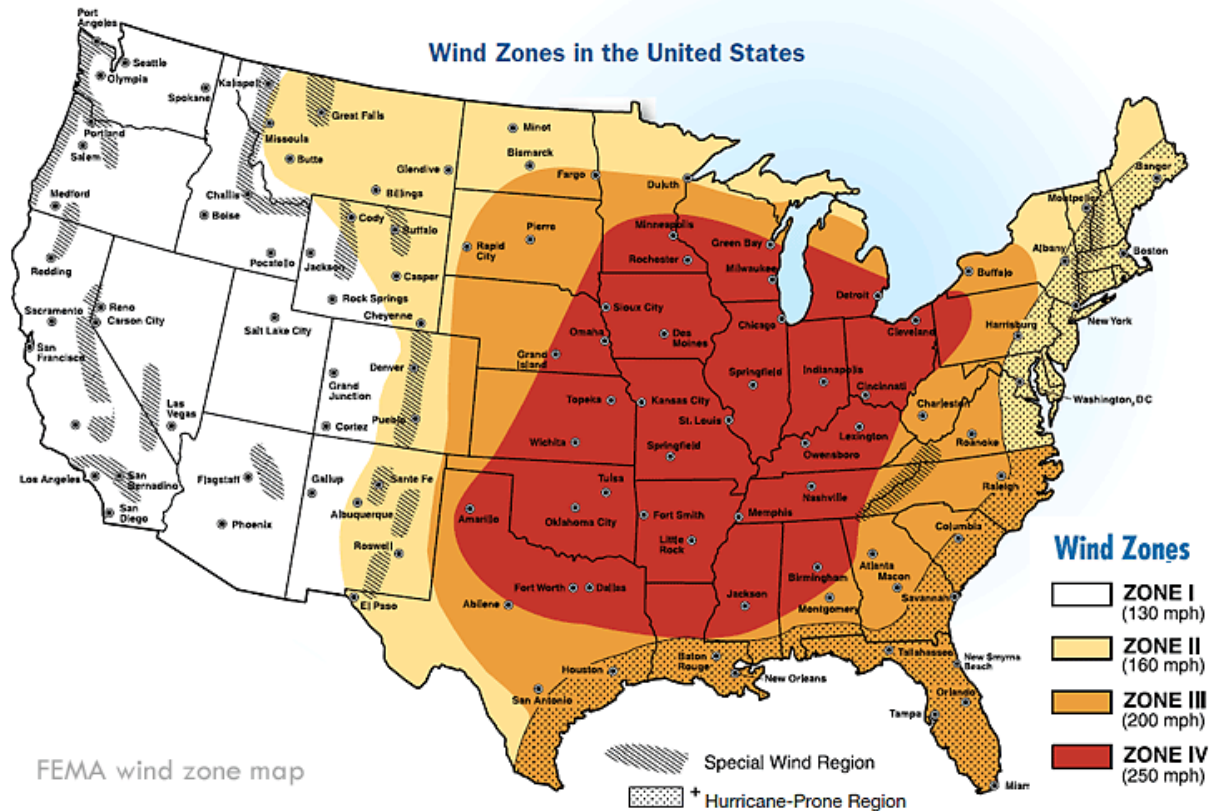 Wind Zones in the United States
Port
Angeles
Seattle
Olympia
Spokane
Kalispell
Great Falls
Missoula
Butte
Glendive
Billings
Portland
Salem
Medford
Challis
Boise
Pocatello
Cody
Buffalo
Jackson
Casper
Rock Springs
Cheyenne
Minot
Bismarck
Fargo
Duluth
Pierre
Rapid
City
Minneapolis
Rochester
Green Bay
Milwaukee
Redding
Sacramento
Reno
Carson City
San
Francisco
Salt Lake City
Las
Vegas
Denver
Grand
Junction
Pueblo
Cortez
Sioux City
Omaha
Des
Moines
Grand
Island
Chicago
Detroit
Cleveland
Buffalo
Albany
Montpelier
Bangor
Boston
New York
Harrisburg
Washington, DC
Topeka
Kansas City
Springfield
St. Louis
Indianapolis
Cincinnati
Charleston
Roanoke
Lexington
Owensboro
Wichita
Springfield
Los Angeles
San
Bernadino
San
Diego
Flagstaff
Phoenix
Gallup
Sante Fe
Albuquerque
Roswell
El Paso
Amarillo
Tulsa
Oklahoma City
Fort Smith
Little
Rock
Memphis
Nashville
Raleigh
Columbia
Atlanta
Macon
Savannah
Birmingham
Montgomery
Jackson
Fort Worth
Dallas
Abilene
Houston
San Antonio
Baton
Rouge
New Orleans
Tallahassee
New Smyrna
Beach
Orlando
Tampa
Miam
Wind Zones
ZONE I
(130 mph)
ZONE II
(160 mph)
ZONE III
(200 mph)
ZONE IV
(250 mph)
Special Wind Region
+ Hurricane-Prone Region
FEMA wind zone map